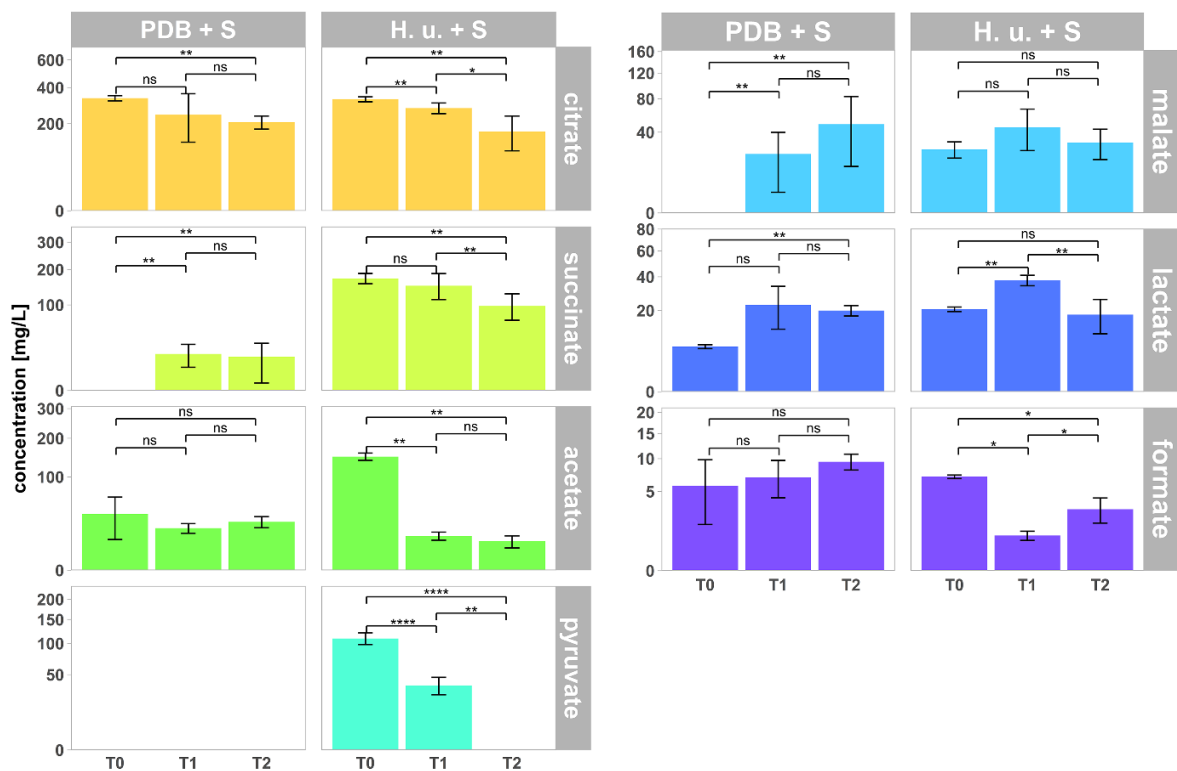 PDB + S
H. u. + S
600
400
200
0
**
ns
ns
**
**
*
citrate
300
200
100
0
**
**
ns
**
ns
**
succinate
300
200
100
0
ns
ns
ns
**
**
ns
acetate
200
150
100
50
0
****
****
**
pyruvate
T0
T1
T2
T0
T1
T2
concentration [mg/L]
PDB + S
H. u. + S
160
120
80
40
0
**
**
ns
ns
ns
ns
malate
80
60
40
20
0
**
ns
ns
ns
**
**
lactate
20
15
10
5
0
ns
ns
ns
*
*
*
formate
T0
T1
T2
T0
T1
T2